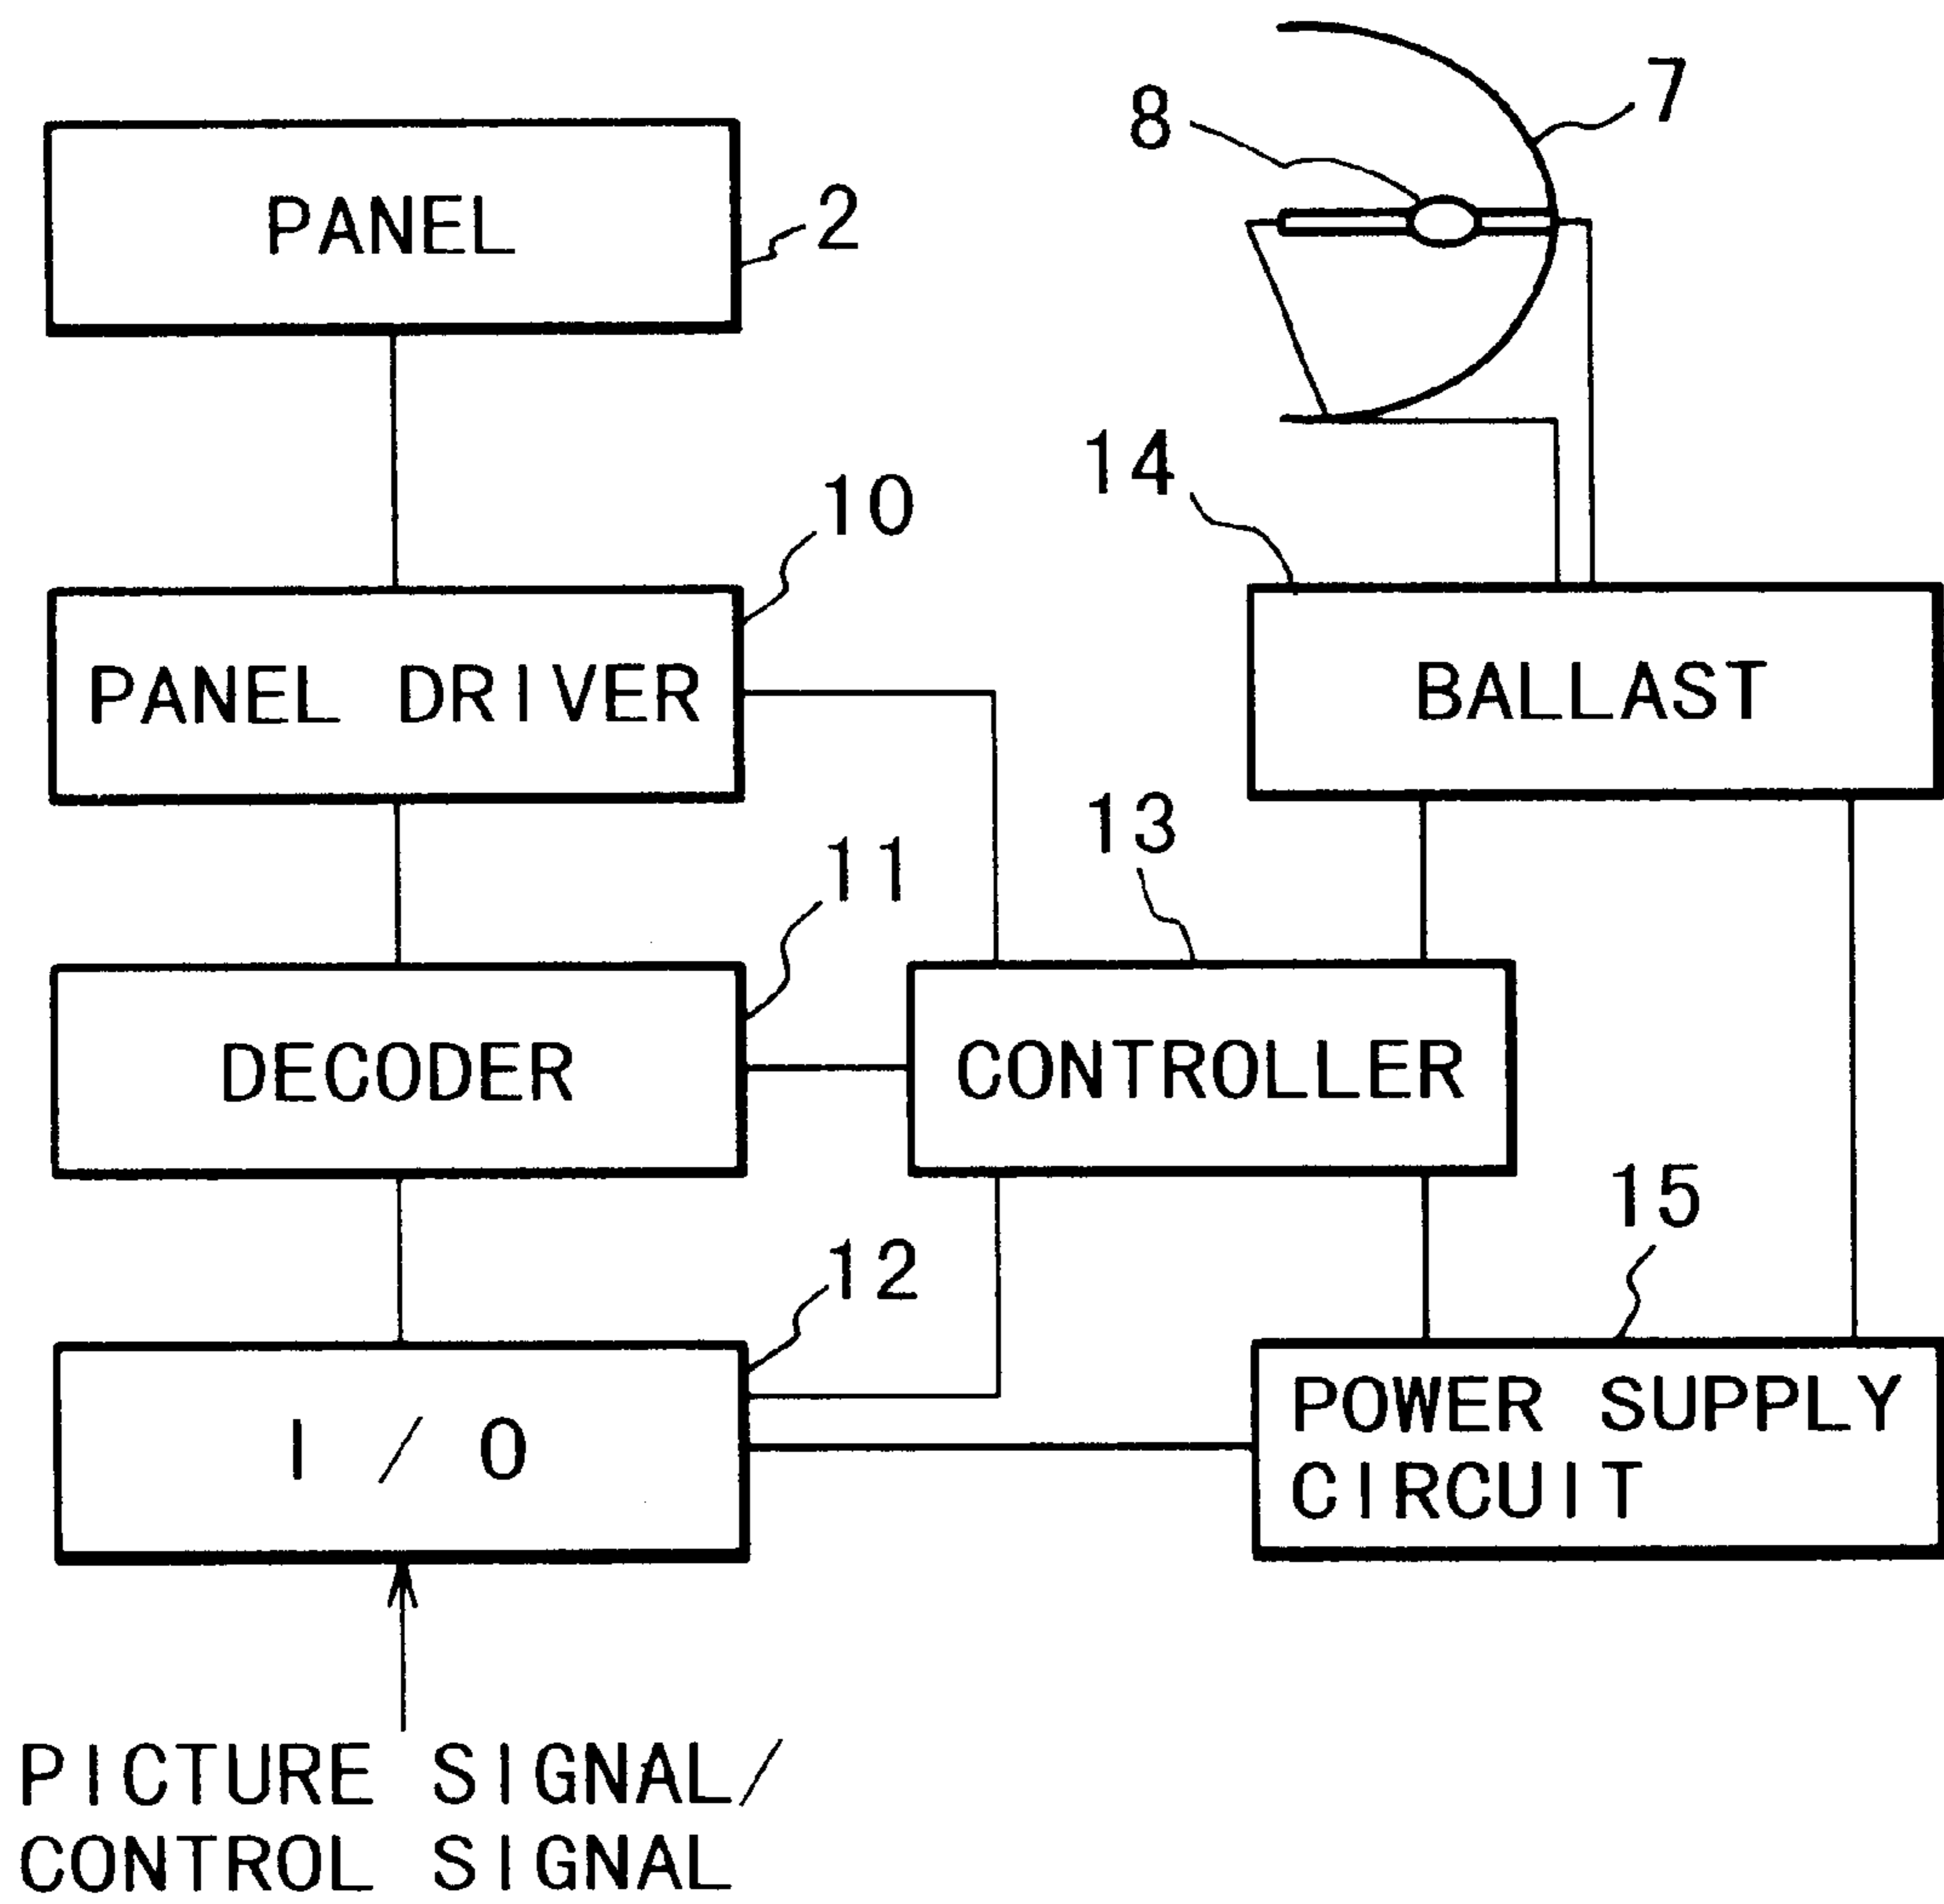 7
8
PANEL
2
14
10
PANEL DRIVER
BALLAST
13
11
DECODER
CONTROLLER
15
12
I/O
POWER SUPPLY
CIRCUIT
PICTURE SIGNAL/
CONTROL SIGNAL